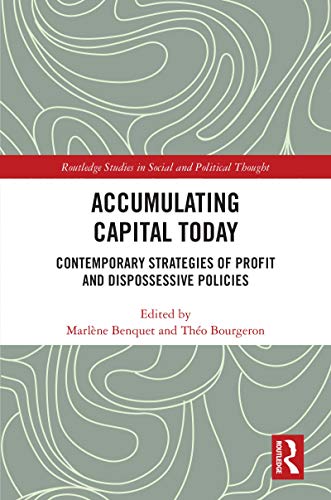 Routledge Studies in Social and Political Thought
ACCUMULATING
CAPITAL TODAY
CONTEMPORARY STRATEGIES OF PROFIT
AND DISPOSSESSIVE POLICIES
Edited by
Marlène Benquet and Théo Bourgeron
ROUTLEDGE